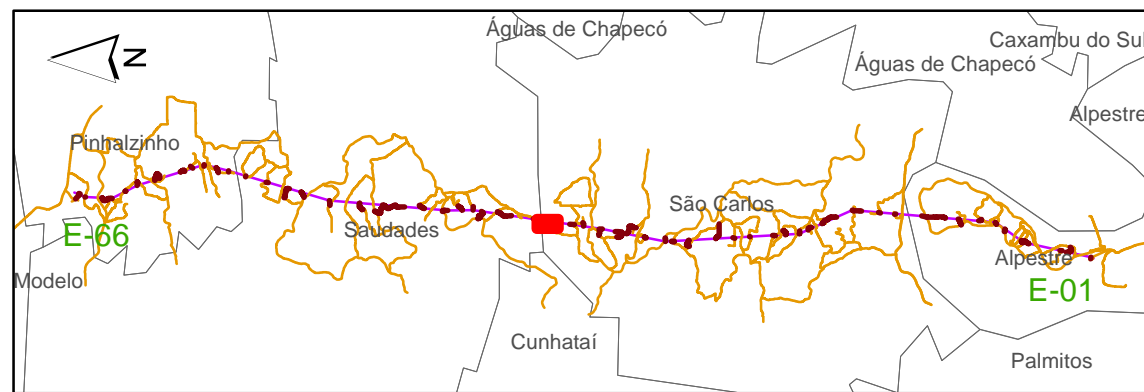 Águas de Chapecó
Caxambu do Sul
Águas de Chapecó
N
Alpestre
Pinhalzinho
São Carlos
Saudades
E-66
Alpestre
Modelo
E-01
Cunhataí
Palmitos